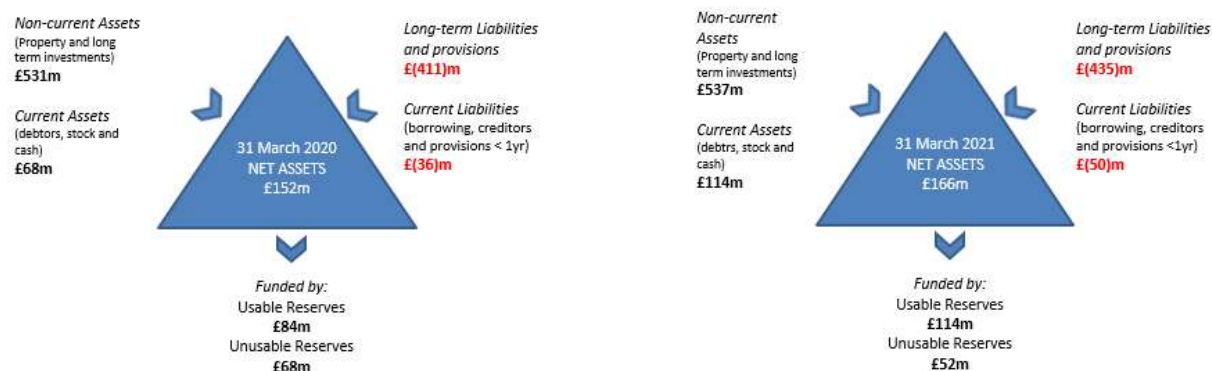 Non-current Assets
(Property and long
term investments)
£531m
Current Assets
(debtors, stock and
cash)
£68m
Long-term Liabilities
and provisions
£(411)m
Current Liabilities
(borrowing, creditors
and provisions < 1yr)
£(36)m
31 March 2020
NET ASSETS
£152m
Funded by:
Usable Reserves
£84m
Unusable Reserves
£68m
Non-current
Assets
(Property and long
term investments)
£537m
Current Assets
(debtrs, stock and
cash)
£114m
Long-term Liabilities
and provisions
£(435)m
Current Liabilities
(borrowing, creditors
and provisions <1yr)
£(50)m
31 March 2021
NET ASSETS
£166m
Funded by:
Usable Reserves
£114m
Unusable Reserves
£52m